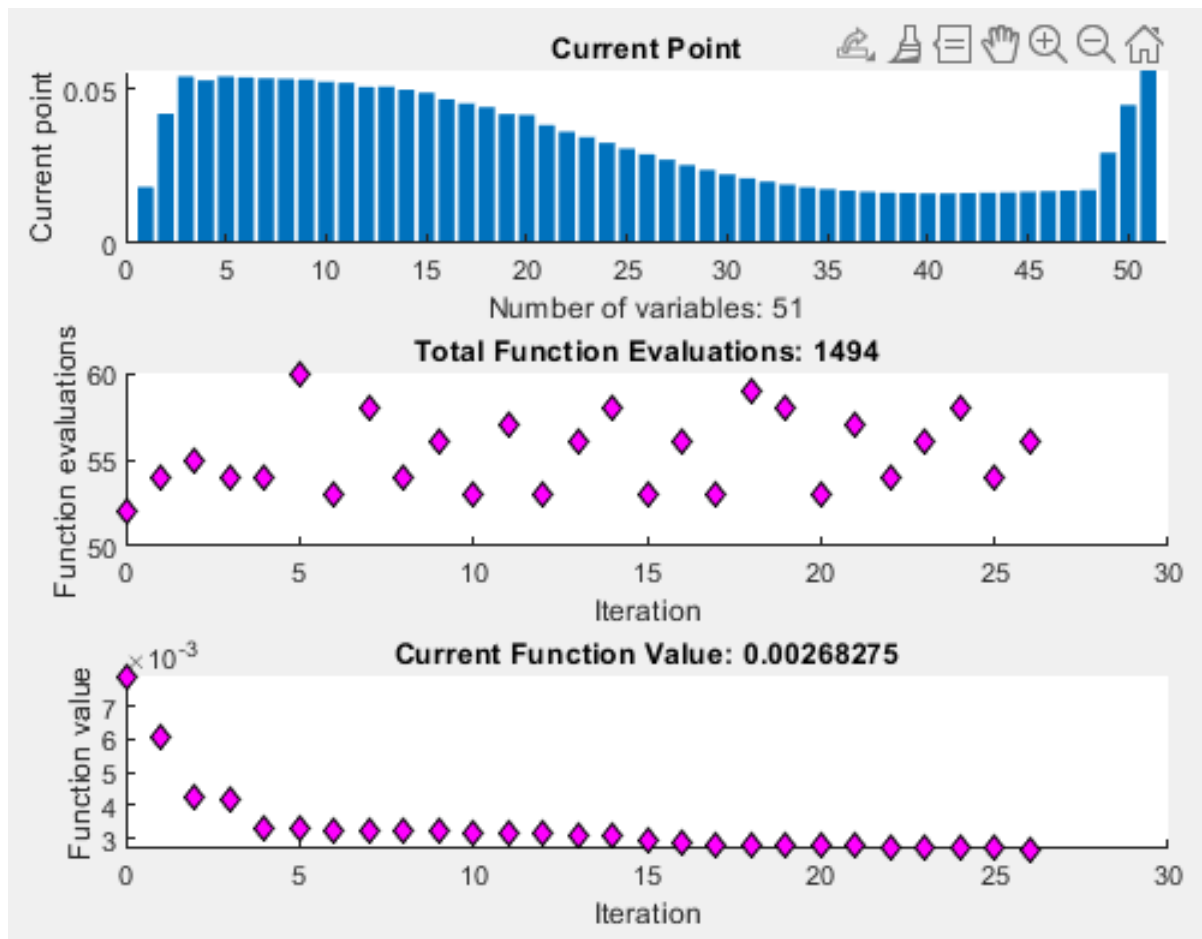 Current Point
Current point
0.05
0
0 5 10 15 20 25 30 35 40 45 50
Number of variables: 51
Total Function Evaluations: 1494
Function evaluations
60
55
50
0 5 10 15 20 25 30
Iteration
Current Function Value: 0.00268275
×10-3
Function value
7
6
5
4
3
0 5 10 15 20 25 30
Iteration